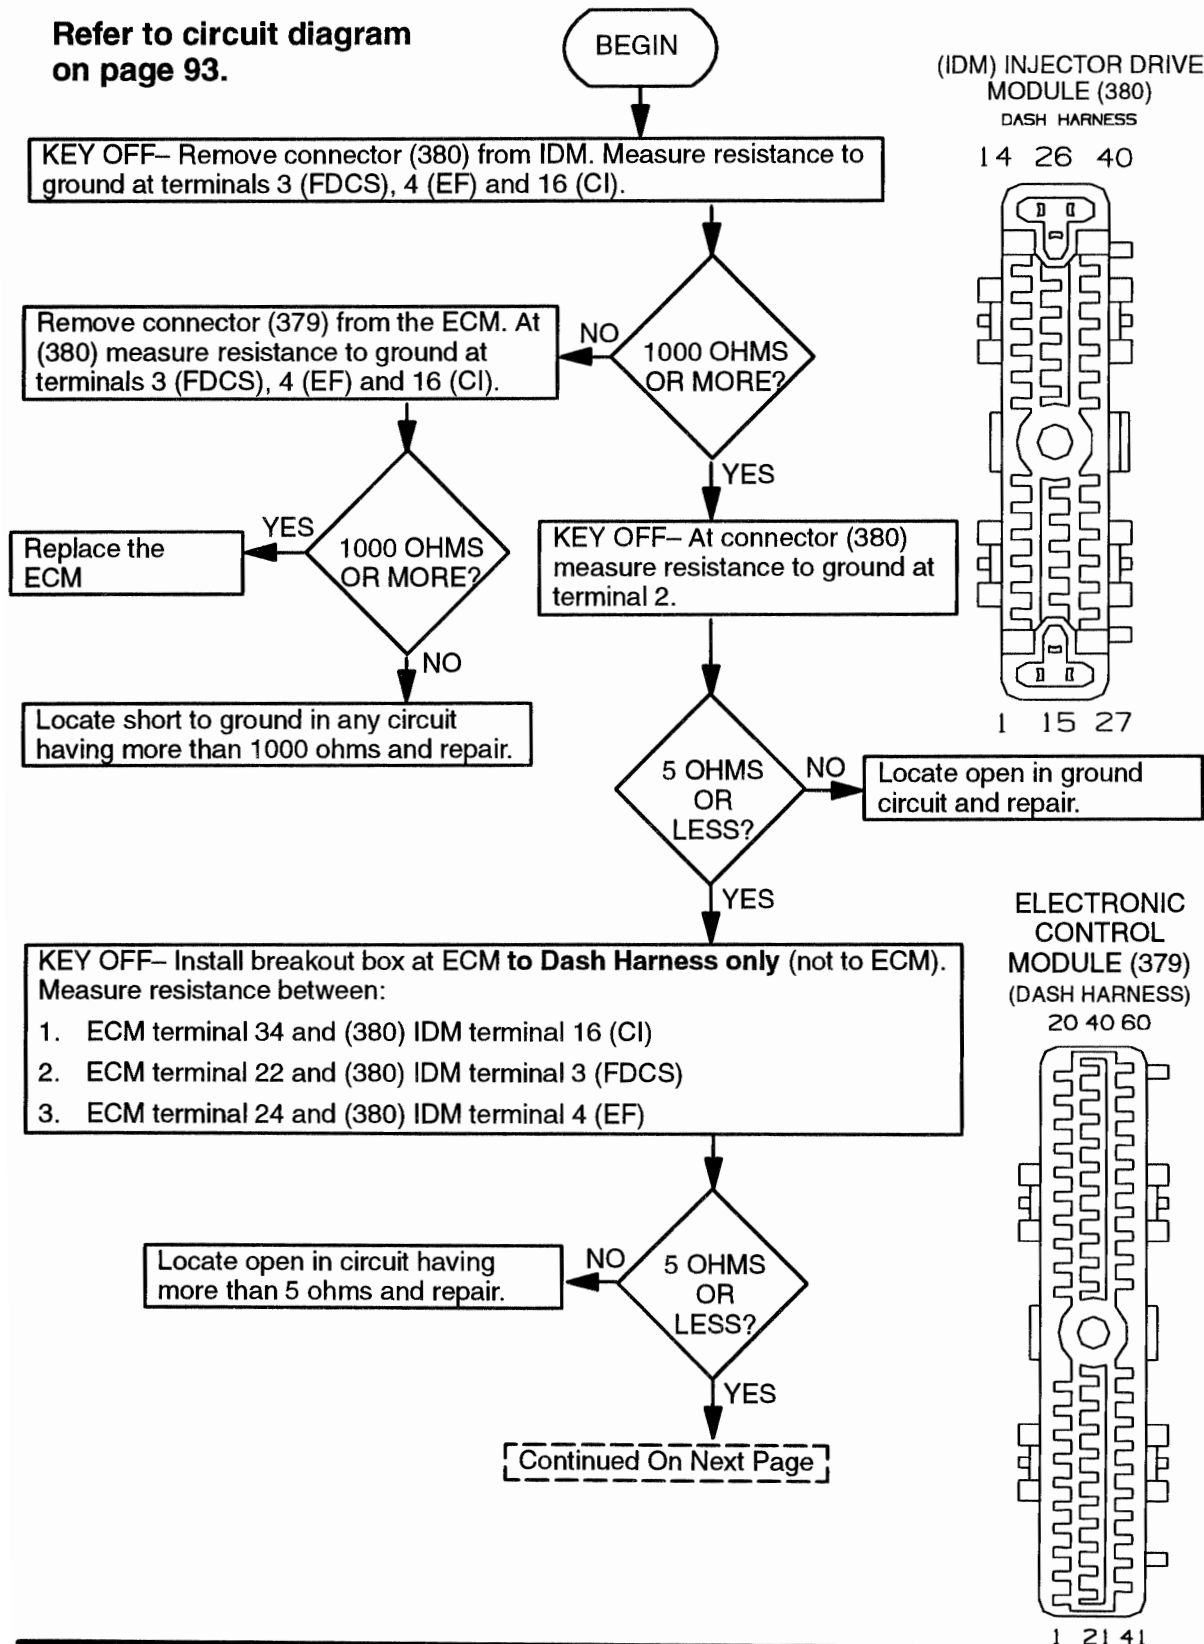 Refer to circuit diagram
on page 93.
BEGIN
(IDM) INJECTOR DRIVE
MODULE (380)
DASH HARNESS
14 26 40
KEY OFF– Remove connector (380) from IDM. Measure resistance to
ground at terminals 3 (FDCS), 4 (EF) and 16 (CI).
Remove connector (379) from the ECM. At
(380) measure resistance to ground at
terminals 3 (FDCS), 4 (EF) and 16 (CI).
NO
1000 OHMS
OR MORE?
YES
YES
1000 OHMS
OR MORE?
Replace the
ECM
KEY OFF– At connector (380)
measure resistance to ground at
terminal 2.
NO
Locate short to ground in any circuit
having more than 1000 ohms and repair.
1 15 27
5 OHMS
OR
LESS?
NO
Locate open in ground
circuit and repair.
YES
ELECTRONIC
CONTROL
MODULE (379)
(DASH HARNESS)
20 40 60
KEY OFF– Install breakout box at ECM to Dash Harness only (not to ECM).
Measure resistance between:
1. ECM terminal 34 and (380) IDM terminal 16 (CI)
2. ECM terminal 22 and (380) IDM terminal 3 (FDCS)
3. ECM terminal 24 and (380) IDM terminal 4 (EF)
Locate open in circuit having
more than 5 ohms and repair.
NO
5 OHMS
OR
LESS?
YES
Continued On Next Page
1 21 41